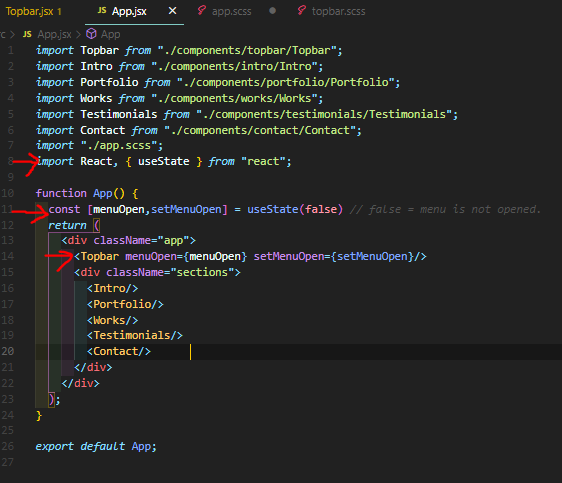 Topbar.jsx 1 App.jsx app.scss topbar.scss
rc > App.jsx > App
1 import Topbar from "./components/topbar/Topbar";
2 import Intro from "./components/intro/Intro";
3 import Portfolio from "./components/portfolio/Portfolio";
4 import Works from "./components/works/Works";
5 import Testimonials from "./components/testimonials/Testimonials";
6 import Contact from "./components/contact/Contact";
7 import "./app.scss";
8 import React, { useState } from "react";
9
10 function App() {
11 const [menuOpen,setMenuOpen] = useState(false) // false = menu is not opened.
12 return (
13 <div className="app">
14 <Topbar menuOpen={menuOpen} setMenuOpen={setMenuOpen}/>
15 <div className="sections">
16 <Intro/>
17 <Portfolio/>
18 <Works/>
19 <Testimonials/>
20 <Contact/>
21 </div>
22 </div>
23 );
24 }
25
26 export default App;
27